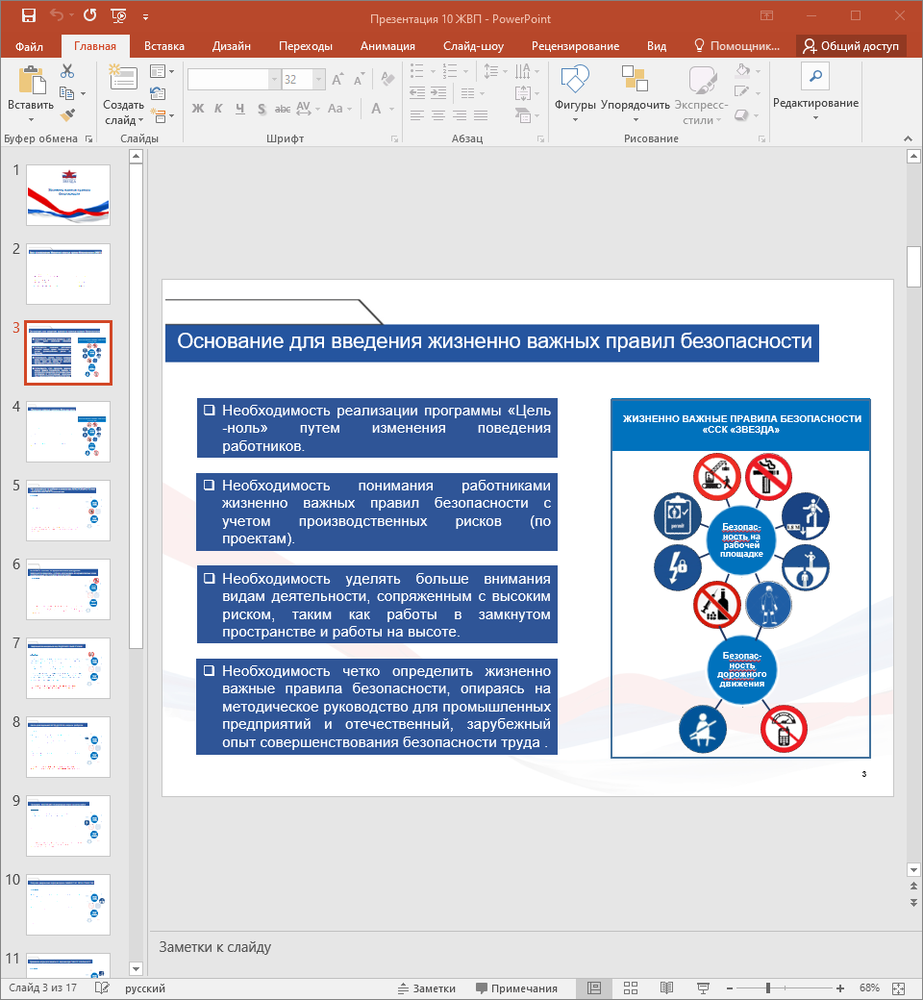 Презентация 10 ЖВП - PowerPoint
Файл
Главная
Вставка
Дизайн
Переходы
Анимация
Слайд-шоу
Рецензирование
Вид
Помощник...
Общий доступ
Вставить
Создать
слайд
32
Ж К Ч S abc AV Aa A
Фигуры
Упорядочить
Экспресс-
стили
Редактирование
Буфер обмена
Слайды
Шрифт
Абзац
Рисование
1
2
3
4
5
6
7
8
9
10
11
Основание для введения жизненно важных правил безопасности
Необходимость реализации программы «Цель
-ноль» путем изменения поведения
работников.
Необходимость понимания работниками
жизненно важных правил безопасности с
учетом производственных рисков (по
проектам).
Необходимость уделять больше внимания
видам деятельности, сопряженным с высоким
риском, таким как работы в замкнутом
пространстве и работы на высоте.
Необходимость четко определить жизненно
важные правила безопасности, опираясь на
методическое руководство для промышленных
предприятий и отечественный, зарубежный
опыт совершенствования безопасности труда .
ЖИЗНЕННО ВАЖНЫЕ ПРАВИЛА БЕЗОПАСНОСТИ
«ССК «ЗВЕЗДА»
permit
Безопас-
ность на
рабочей
площадке
Безопас-
ность
дорожного
движения
3
Заметки к слайду
Слайд 3 из 17
русский
Заметки
Примечания
68%